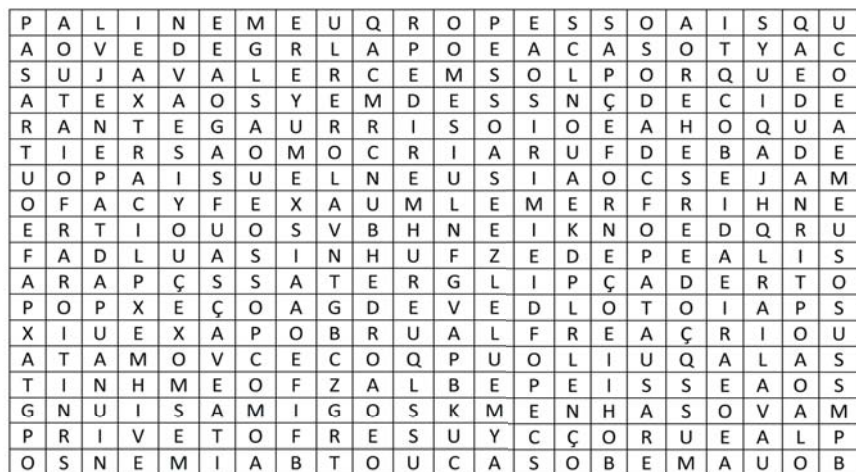 P A L I N E M E U Q R O P E S S O A I S Q U
A O V E D E G R L A P O E A C A S O T Y A C
S U J A V A L E R C E M S O L P O R Q U E O
A T E X A O S Y E M D E S S N Ç D E C I D E
R A N T E G A U R R I S O I O E A H O Q U A
T I E R S A O M O C R I A R U F D E B A D E
U O P A I S U E L N E U S I A O C S E J A M
O F A C Y F E X A U M L E M E R F R I H N E
E R T I O U O S V B H N E I K N O E D Q R U
F A D L U A S I N H U F Z E D E P E A L I S
A R A P Ç S S A T E R G L I P Ç A D E R T O
P O P X E Ç O A G D E V E D L O T O I A P S
X I U E X A P O B R U A L F R E A Ç R I O U
A T A M O V C E C O Q P U O L I U Q A L A S
T I N H M E O F Z A L B E P E I S S E A O S
G N U I S A M I G O S K M E N H A S O V A M
P R I V E T O F R E S U Y C Ç O R U E A L P
O S N E M I A B T O U C A S O B E M A U O B